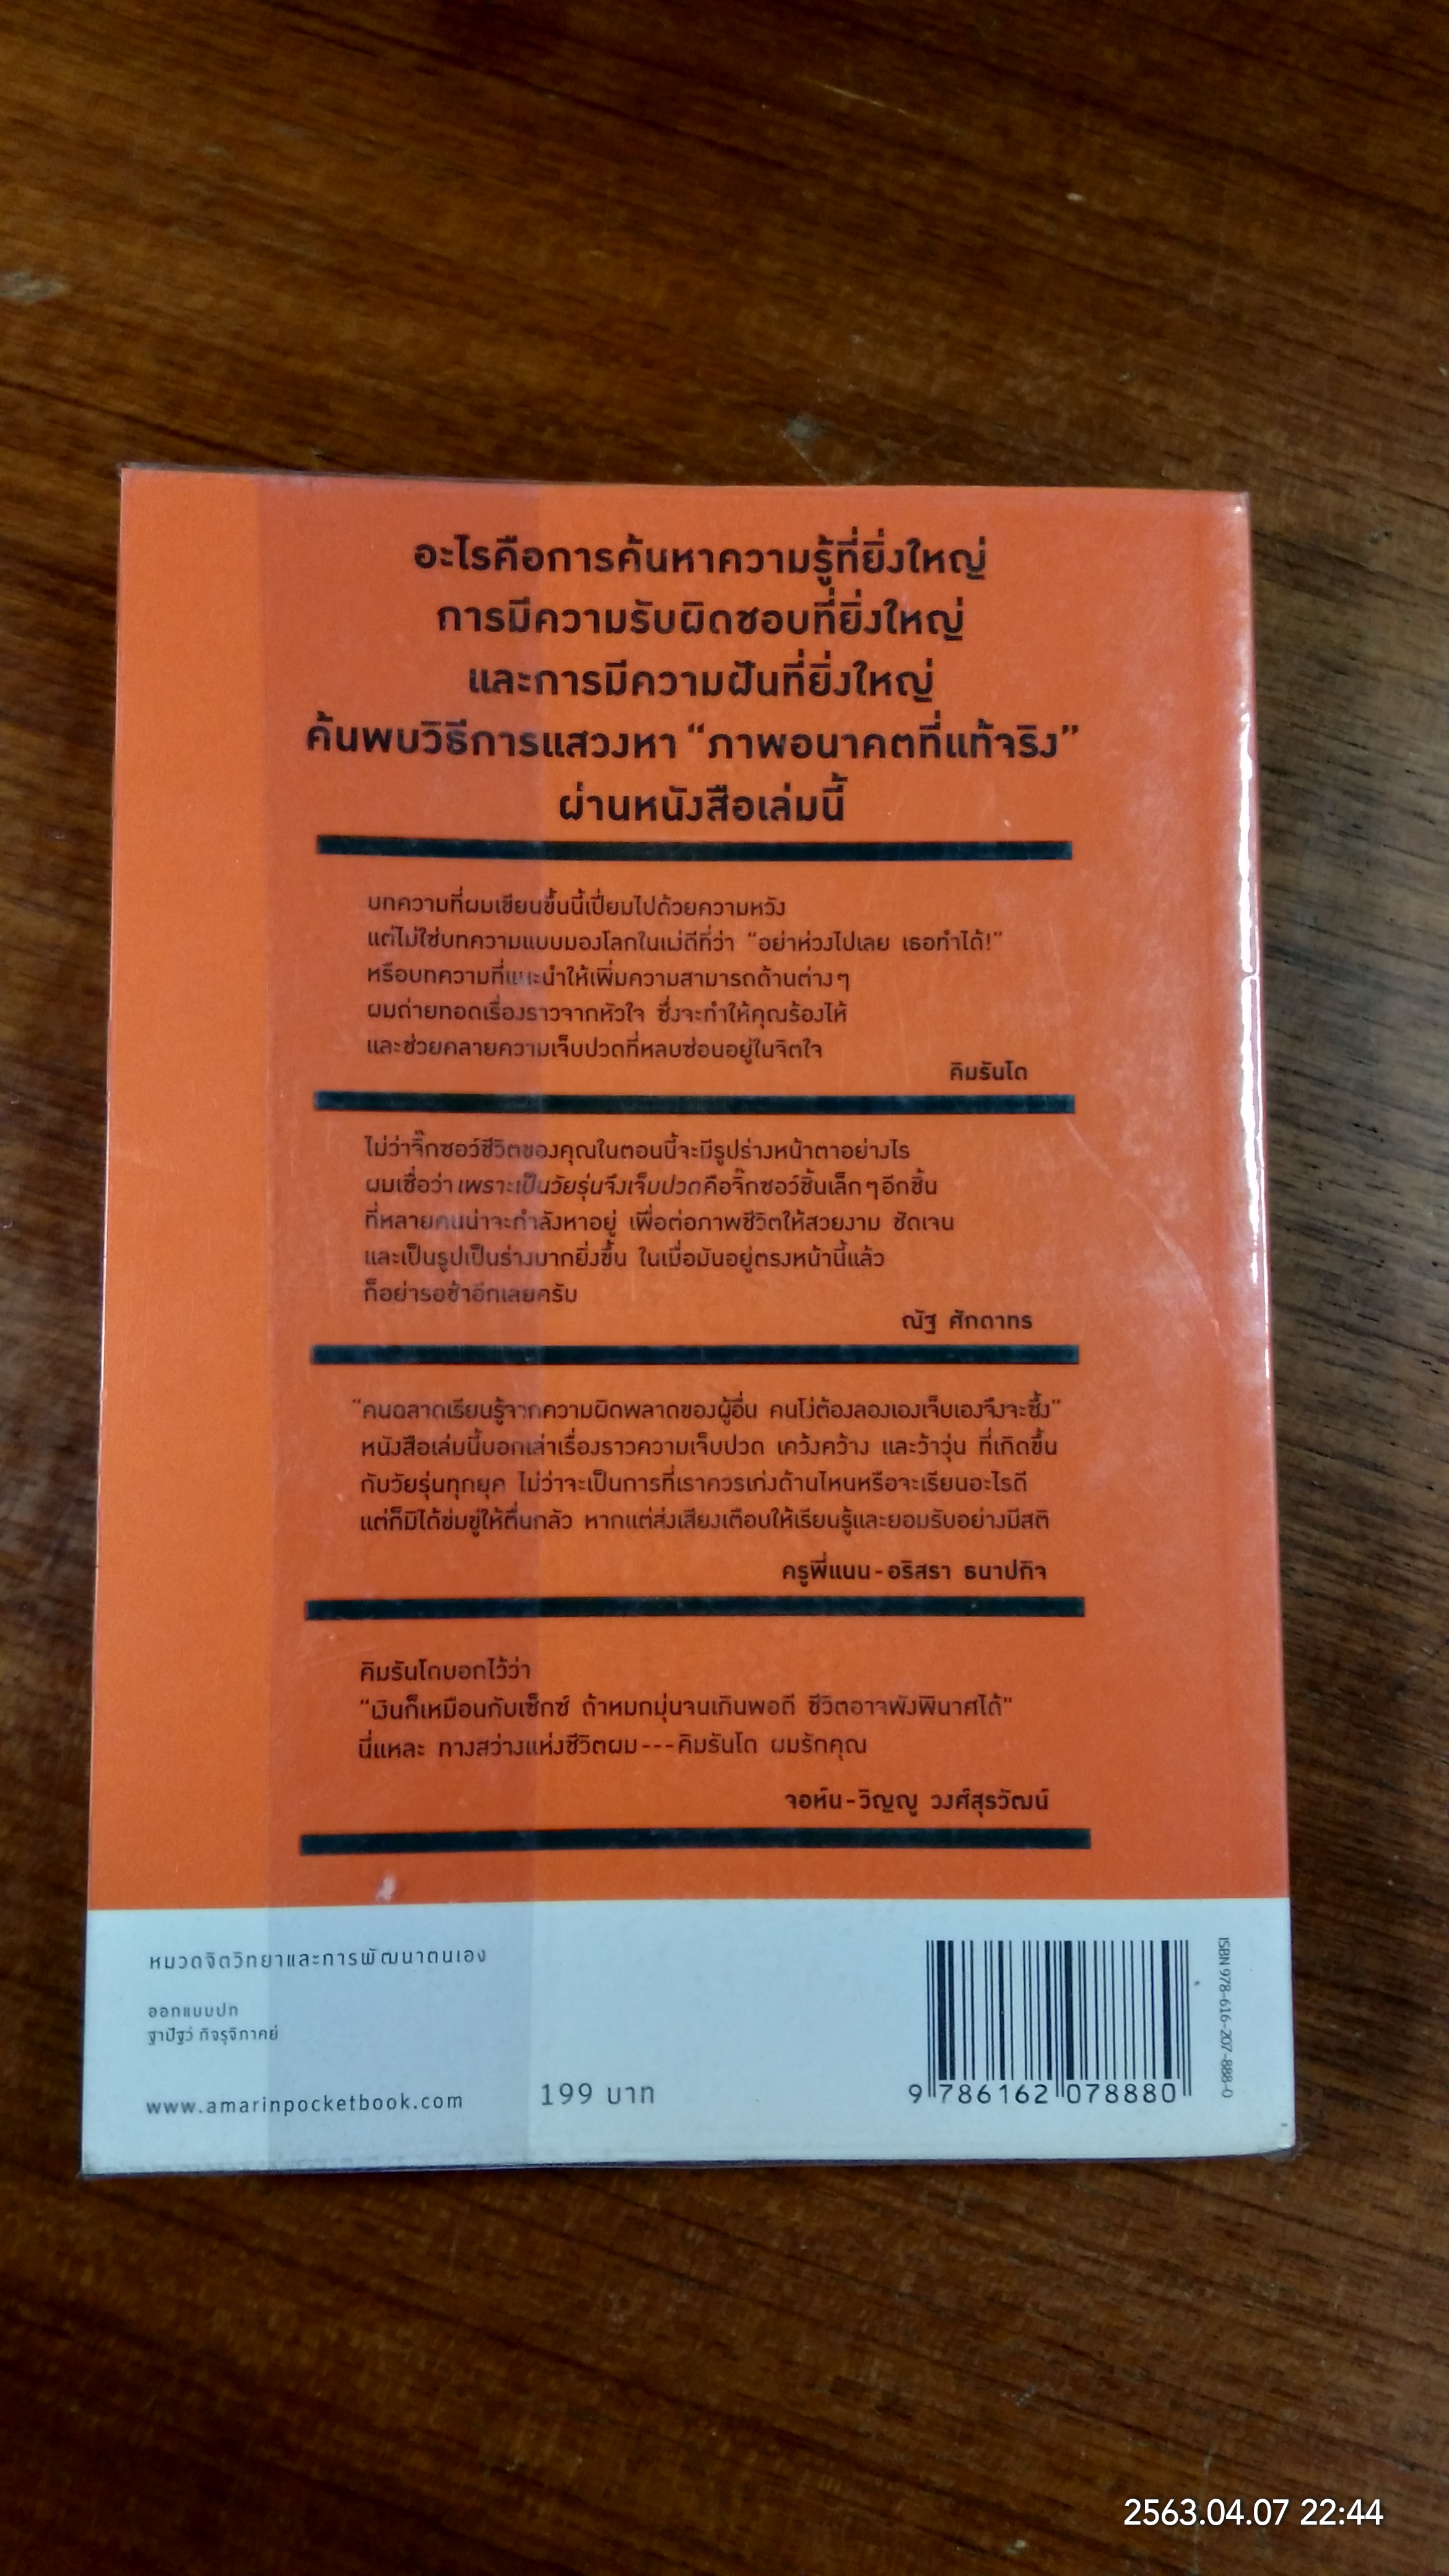 อะไรคือการค้นหาความรู้ที่ยิ่งใหญ่
การมีความรับผิดชอบที่ยิ่งใหญ่
และการมีความฝันที่ยิ่งใหญ่
ค้นพบวิธีการแสวงหา “ภาพอนาคตที่แท้จริง”
ผ่านหนังสือเล่มนี้
บทความที่ผมเขียนขึ้นนี้เปี่ยมไปด้วยความหวัง
แต่ไม่ใช่บทความแบบมองโลกในแง่ดีที่ว่า “อย่าห่วงไปเลย เธอทำได้!”
หรือบทความที่แนะนำให้เพิ่มความสามารถด้านต่างๆ
ผมถ่ายทอดเรื่องราวจากหัวใจ ซึ่งจะทำให้คุณร้องไห้
และช่วยคลายความเจ็บปวดที่หลบซ่อนอยู่ในจิตใจ
คิมรันโด
ไม่ว่าจิ๊กซอว์ชีวิตของคุณในตอนนี้จะมีรูปร่างหน้าตาอย่างไร
ผมเชื่อว่า เพราะเป็นวัยรุ่นจึงเจ็บปวด คือจิ๊กซอว์ชิ้นเล็กๆ อีกชิ้น
ที่หลายคนน่าจะกำลังหาอยู่ เพื่อต่อภาพชีวิตให้สวยงาม ชัดเจน
และเป็นรูปเป็นร่างมากยิ่งขึ้น ในเมื่อมันอยู่ตรงหน้านี้แล้ว
ก็อย่ารอช้าอีกเลยครับ
ณัฐ ศักดาทร
“คนฉลาดเรียนรู้จากความผิดพลาดของผู้อื่น คนโง่ต้องลองเองเจ็บเองจึงจะซึ้ง”
หนังสือเล่มนี้บอกเล่าเรื่องราวความเจ็บปวด เคว้งคว้าง และว้าวุ่น ที่เกิดขึ้น
กับวัยรุ่นทุกยุค ไม่ว่าจะเป็นการที่เราควรเก่งด้านไหนหรือจะเรียนอะไรดี
แต่ก็มิได้ข่มขู่ให้ตื่นกลัว หากแต่ส่งเสียงเตือนให้เรียนรู้และยอมรับอย่างมีสติ
ครูพี่แนน-อริสรา ธนาปกิจ
คิมรันโดบอกไว้ว่า
“เงินก็เหมือนกับเซ็กซ์ ถ้าหมกมุ่นจนเกินพอดี ชีวิตอาจพังพินาศได้”
นี่แหละ ทางสว่างแห่งชีวิตผม---คิมรันโด ผมรักคุณ
จอห์น-วิญญู วงศ์สุรวัฒน์
หมวดจิตวิทยาและการพัฒนาตนเอง
ออกแบบปก
ฐาปัฐว์ กิจรุจิภาคย์
www.amarinpocketbook.com
199 บาท
9 786162 078880
ISBN 978-616-207-888-0
2563.04.07 22:44